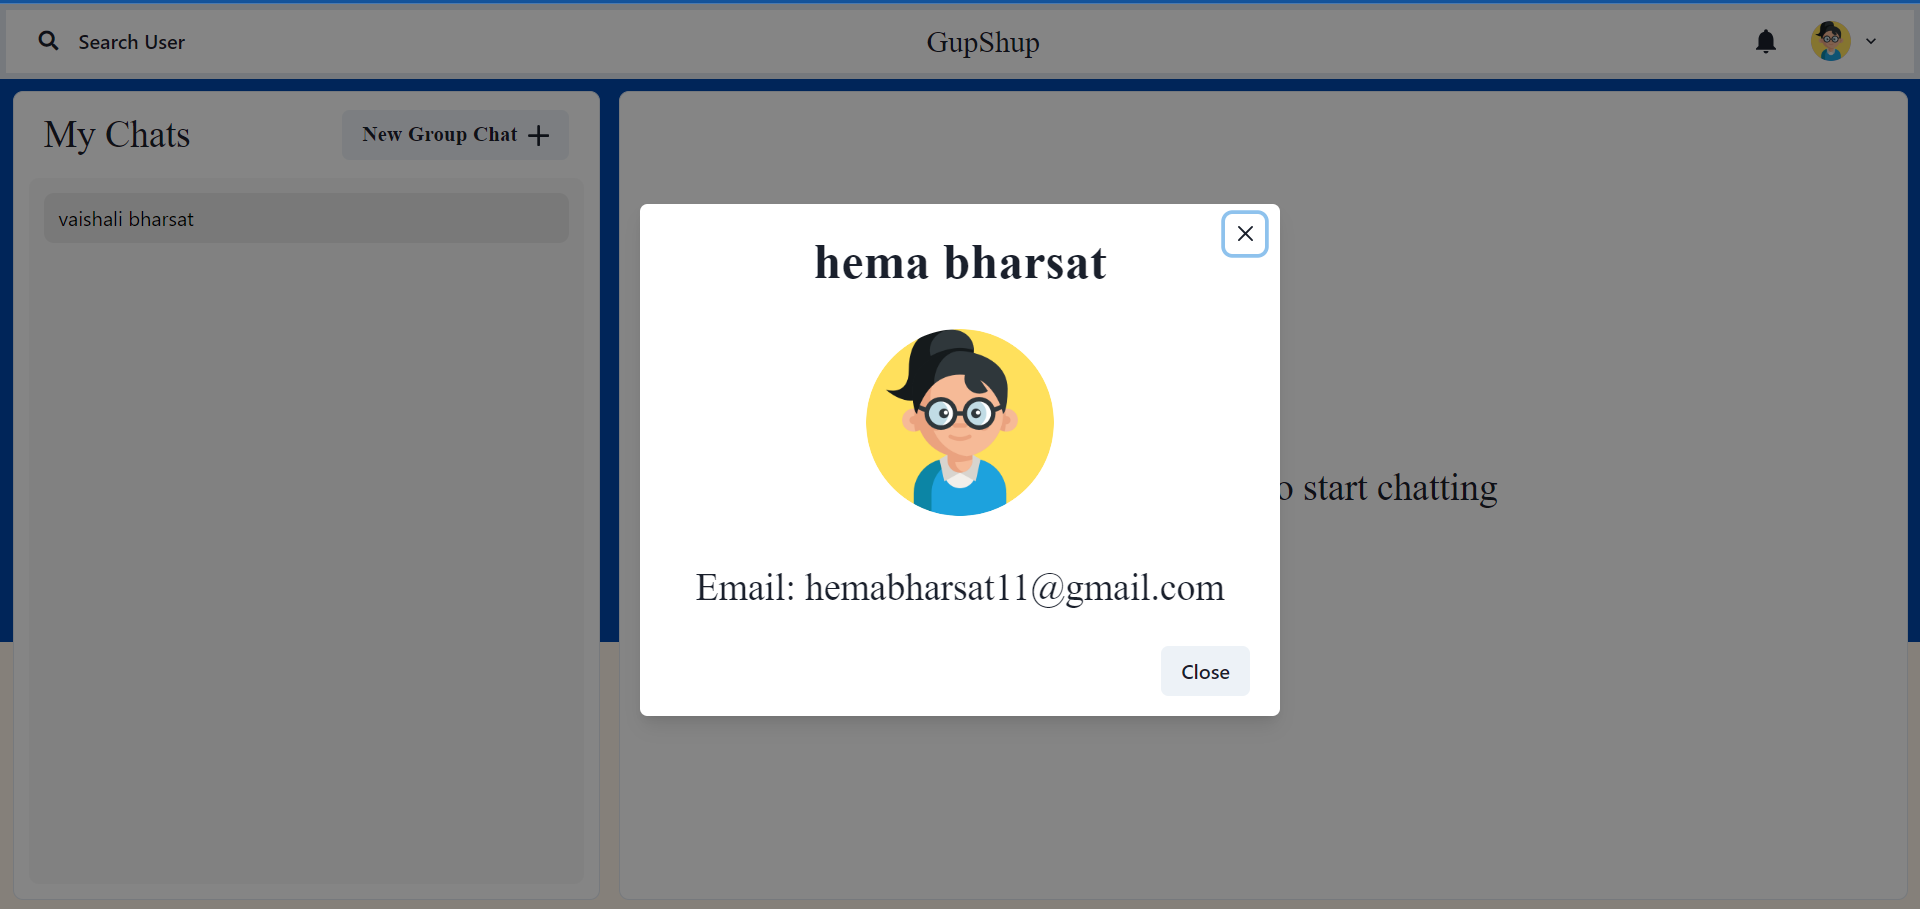 Search User
GupShup
My Chats
New Group Chat
vaishali bharsat
hema bharsat
start chatting
Email: hemabharsat11@gmail.com
Close